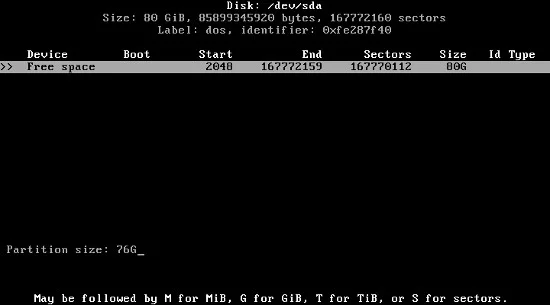 Disk: /dev/sda
Size: 80 GiB, 85899345920 bytes, 167772160 sectors
Label: dos, identifier: 0xfe287f40
Device Boot Start End Sectors Size Id Type
>> Free space 2048 167772159 167770112 80G
Partition size: 76G_
May be followed by M for MiB, G for GiB, T for TiB, or S for sectors.